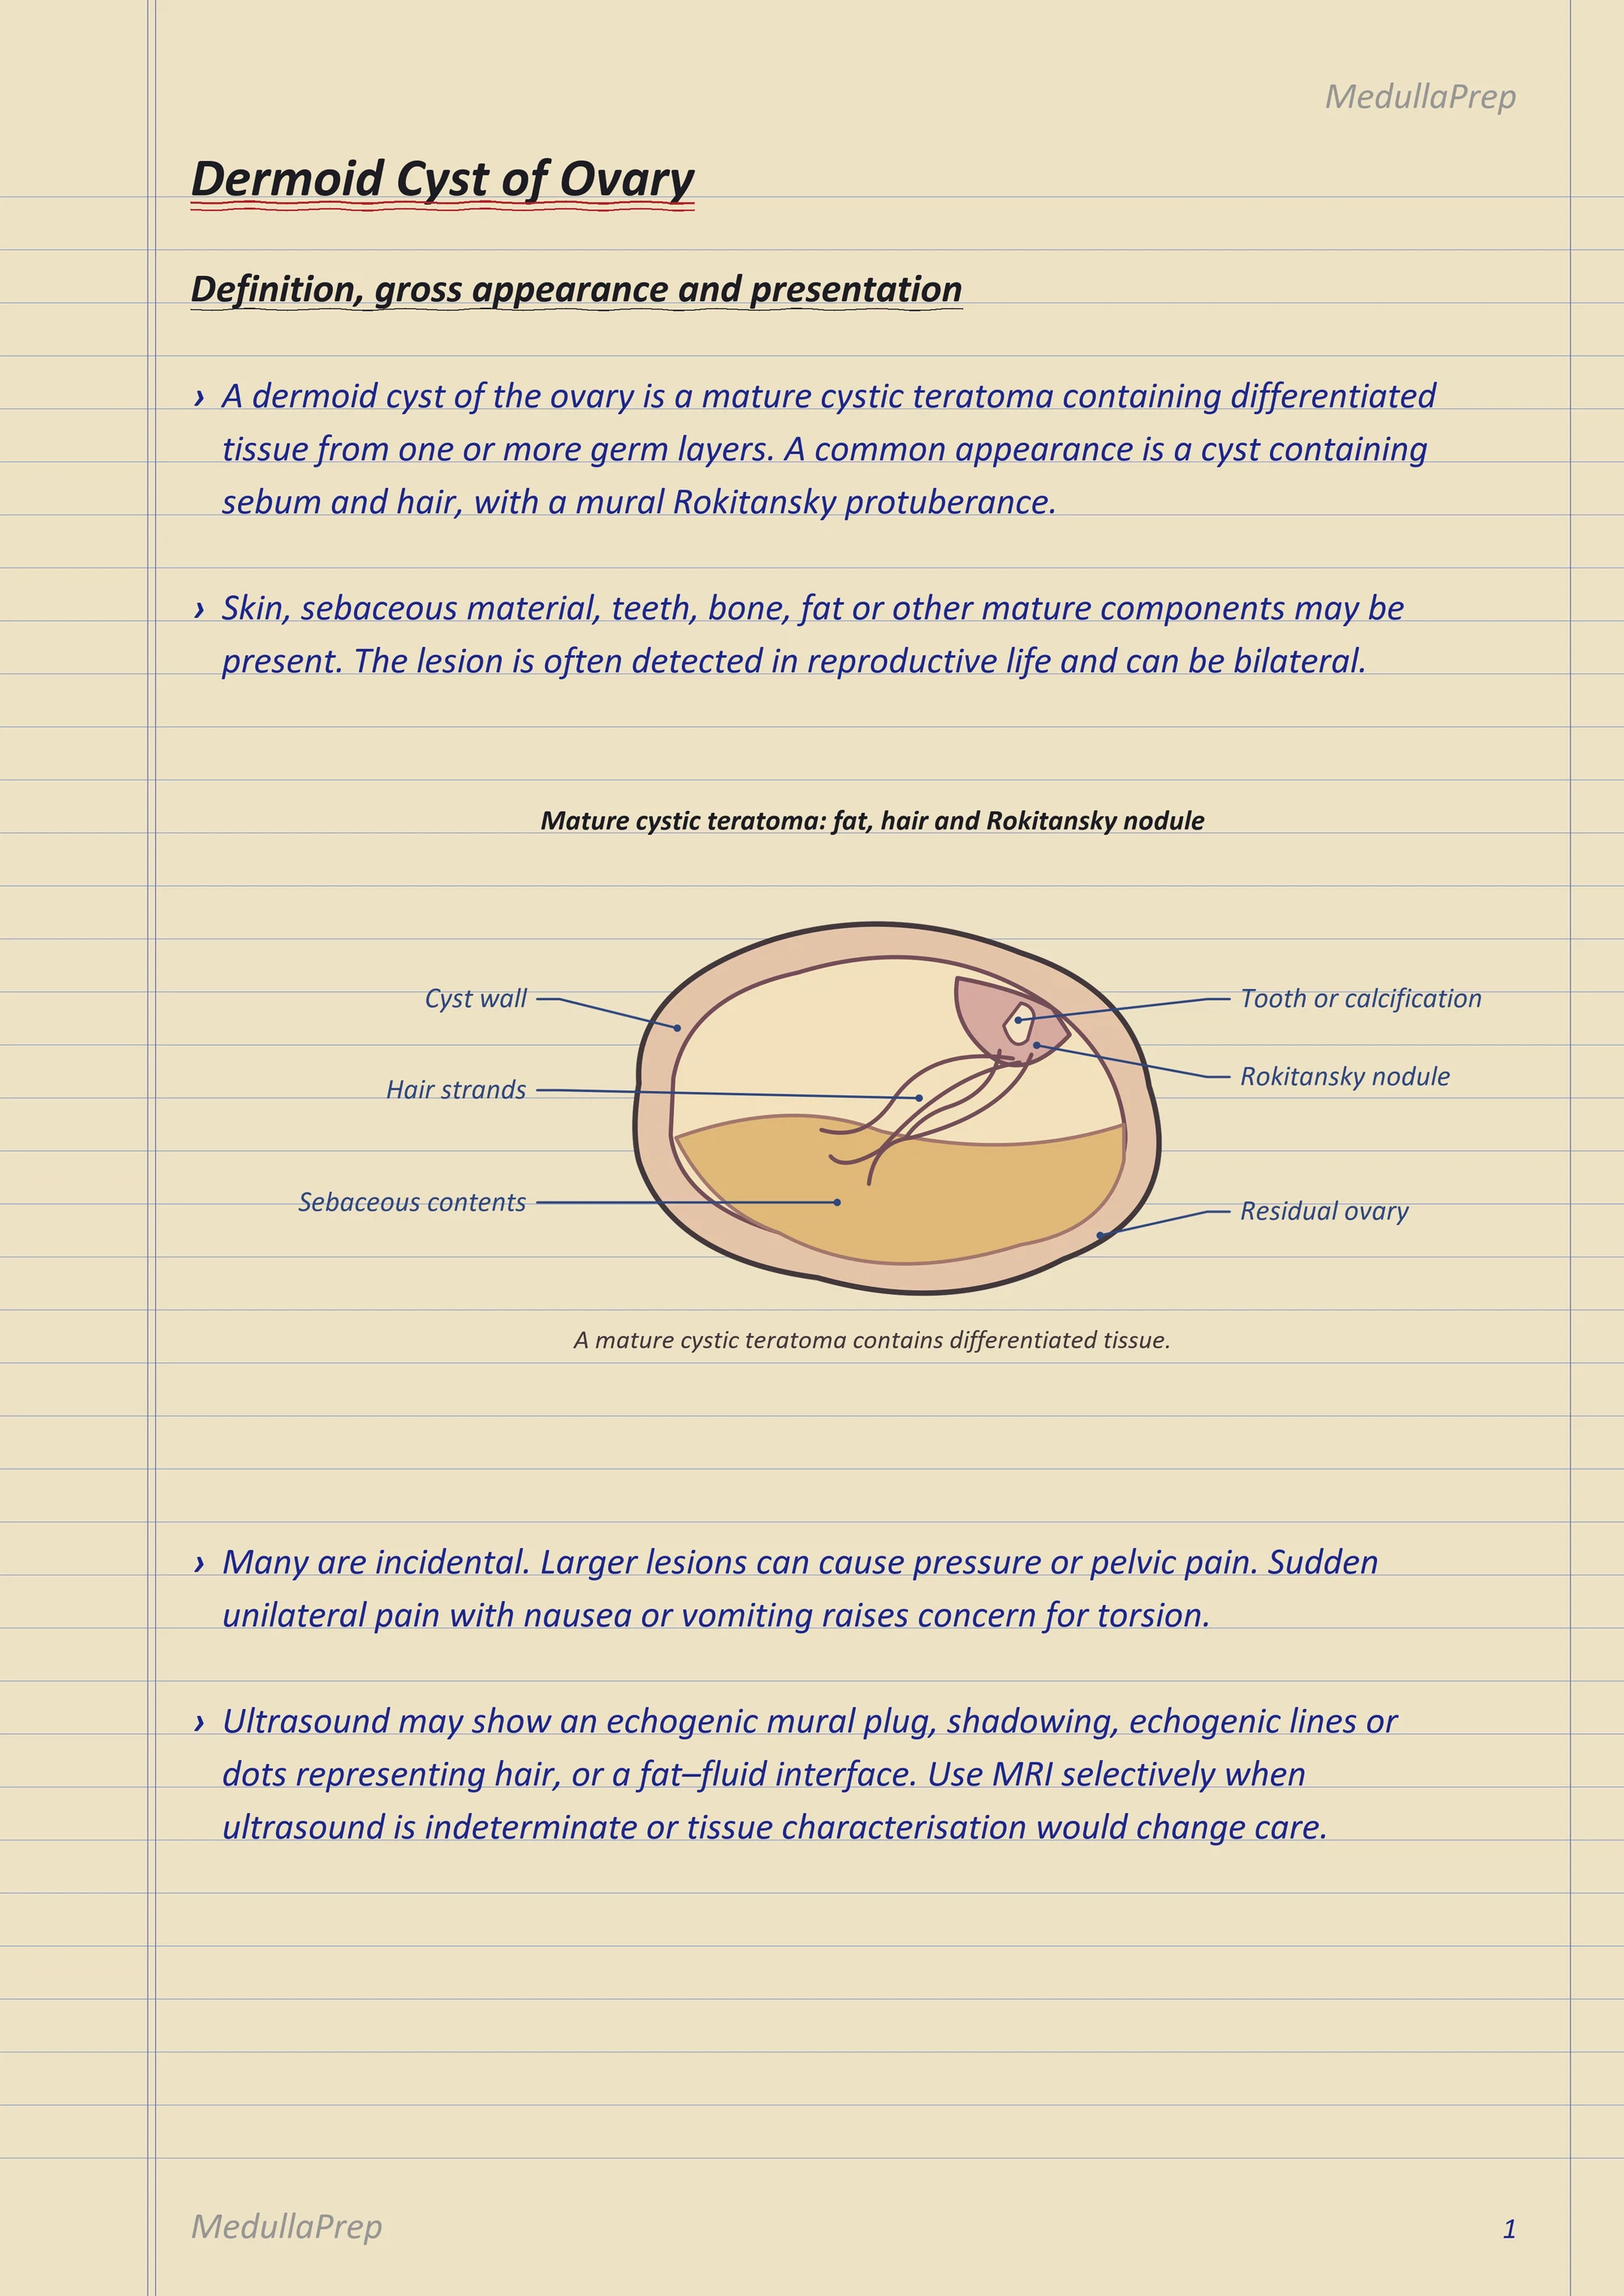 MedullaPrep
Dermoid Cyst of Ovary
Definition, gross appearance and presentation
› A dermoid cyst of the ovary is a mature cystic teratoma containing differentiated
tissue from one or more germ layers. A common appearance is a cyst containing
sebum and hair, with a mural Rokitansky protuberance.
› Skin, sebaceous material, teeth, bone, fat or other mature components may be
present. The lesion is often detected in reproductive life and can be bilateral.
Mature cystic teratoma: fat, hair and Rokitansky nodule
Cyst wall
Tooth or calcification
Hair strands
Rokitansky nodule
Sebaceous contents
Residual ovary
A mature cystic teratoma contains differentiated tissue.
› Many are incidental. Larger lesions can cause pressure or pelvic pain. Sudden
unilateral pain with nausea or vomiting raises concern for torsion.
› Ultrasound may show an echogenic mural plug, shadowing, echogenic lines or
dots representing hair, or a fat–fluid interface. Use MRI selectively when
ultrasound is indeterminate or tissue characterisation would change care.
MedullaPrep
1